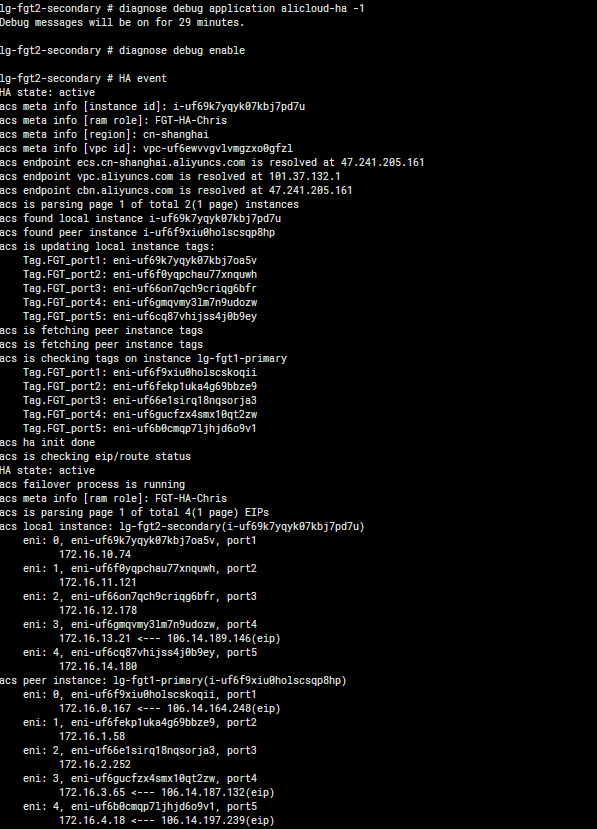 lg-fgt2-secondary # diagnose debug application alicloud-ha -1
Debug messages will be on for 29 minutes.
lg-fgt2-secondary # diagnose debug enable
lg-fgt2-secondary # HA event
HA state: active
acs meta info [instance id]: i-uf69k7yqyk07kbj7pd7u
acs meta info [ram role]: FGT-HA-Chris
acs meta info [region]: cn-shanghai
acs meta info [vpc id]: vpc-uf6ewvvgvlvmgzxo0gfzl
acs endpoint ecs.cn-shanghai.aliyuncs.com is resolved at 47.241.205.161
acs endpoint vpc.aliyuncs.com is resolved at 101.37.132.1
acs endpoint cbn.aliyuncs.com is resolved at 47.241.205.161
acs is parsing page 1 of total 2(1 page) instances
acs found local instance i-uf69k7yqyk07kbj7pd7u
acs found peer instance i-uf6f9xiu0holscsqp8hp
acs is updating local instance tags:
Tag.FGT_port1: eni-uf69k7yqyk07kbj7oa5v
Tag.FGT_port2: eni-uf6f0yqpchau77xnquwh
Tag.FGT_port3: eni-uf66on7qch9criqg6bfr
Tag.FGT_port4: eni-uf6gmqvmy3lm7n9udozw
Tag.FGT_port5: eni-uf6cq87vhijss4j0b9ey
acs is fetching peer instance tags
acs is fetching peer instance tags
acs is checking tags on instance lg-fgt1-primary
Tag.FGT_port1: eni-uf6f9xiu0holscskoqii
Tag.FGT_port2: eni-uf6fekp1uka4g69bbze9
Tag.FGT_port3: eni-uf66e1sirq18nqsorja3
Tag.FGT_port4: eni-uf6gucfzx4smx10qt2zw
Tag.FGT_port5: eni-uf6b0cmqp7ljhjd6o9v1
acs ha init done
acs is checking eip/route status
HA state: active
acs failover process is running
acs meta info [ram role]: FGT-HA-Chris
acs is parsing page 1 of total 4(1 page) EIPs
acs local instance: lg-fgt2-secondary(i-uf69k7yqyk07kbj7pd7u)
eni: 0, eni-uf69k7yqyk07kbj7oa5v, port1
172.16.10.74
eni: 1, eni-uf6f0yqpchau77xnquwh, port2
172.16.11.121
eni: 2, eni-uf66on7qch9criqg6bfr, port3
172.16.12.178
eni: 3, eni-uf6gmqvmy3lm7n9udozw, port4
172.16.13.21 <--- 106.14.189.146(eip)
eni: 4, eni-uf6cq87vhijss4j0b9ey, port5
172.16.14.180
acs peer instance: lg-fgt1-primary(i-uf6f9xiu0holscsqp8hp)
eni: 0, eni-uf6f9xiu0holscskoqii, port1
172.16.0.167 <--- 106.14.164.248(eip)
eni: 1, eni-uf6fekp1uka4g69bbze9, port2
172.16.1.58
eni: 2, eni-uf66e1sirq18nqsorja3, port3
172.16.2.252
eni: 3, eni-uf6gucfzx4smx10qt2zw, port4
172.16.3.65 <--- 106.14.187.132(eip)
eni: 4, eni-uf6b0cmqp7ljhjd6o9v1, port5
172.16.4.18 <--- 106.14.197.239(eip)